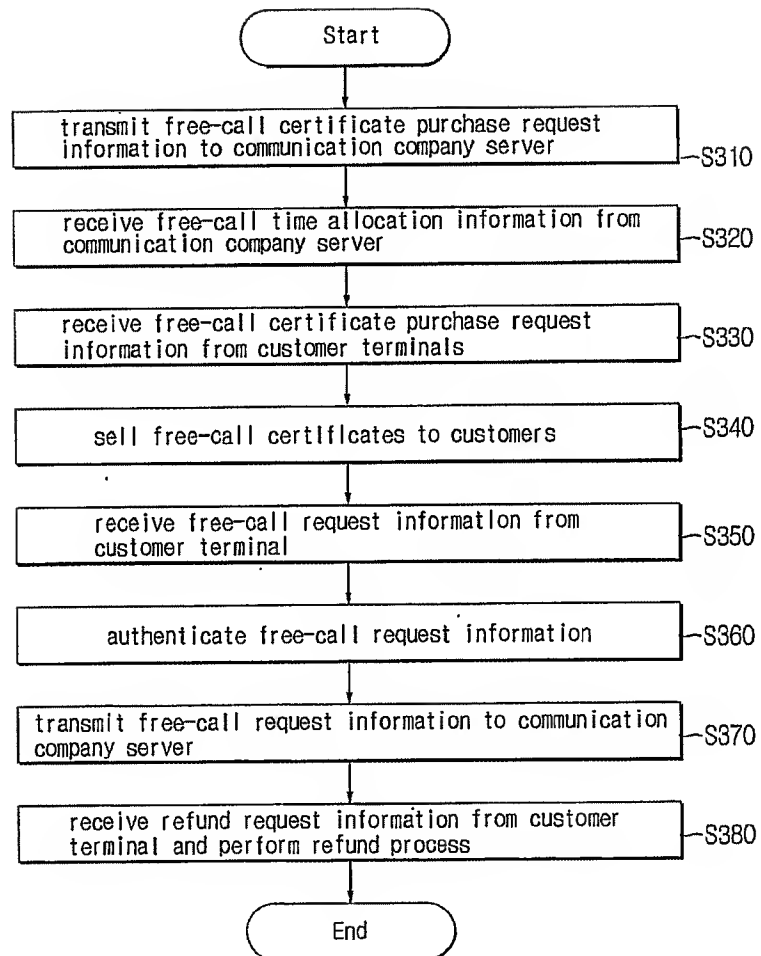 Start
transmit free-call certificate purchase request
information to communication company server
S310
receive free-call time allocation information from
communication company server
S320
receive free-call certificate purchase request
information from customer terminals
S330
sell free-call certificates to customers
S340
receive free-call request information from
customer terminal
S350
authenticate free-call request information
S360
transmit free-call request information to communication
company server
S370
receive refund request information from customer
terminal and perform refund process
S380
End